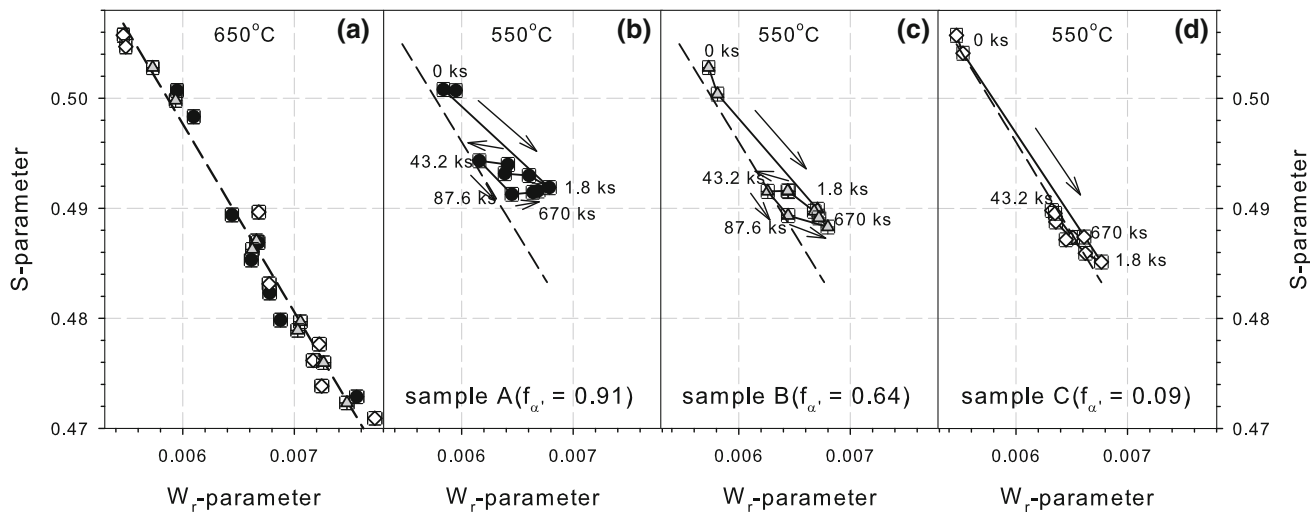 650°C (a)
550°C (b)
550°C (c)
550°C (d)
S-parameter
0.50
0.49
0.48
0.47
0 ks
43.2 ks
1.8 ks
87.6 ks
670 ks
0 ks
43.2 ks
1.8 ks
87.6 ks
670 ks
0 ks
43.2 ks
670 ks
1.8 ks
sample A(fα' = 0.91)
sample B(fα' = 0.64)
sample C(fα' = 0.09)
0.50
0.49
0.48
0.47
S-parameter
0.006 0.007
0.006 0.007
0.006 0.007
0.006 0.007
Wr-parameter
Wr-parameter
Wr-parameter
Wr-parameter